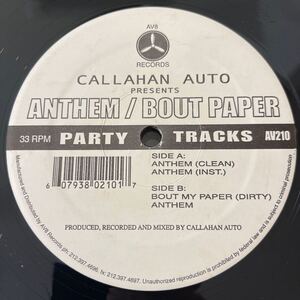 AV8
RECORDS
CALLAHAN AUTO
PRESENTS
ANTHEM / BOUT PAPER
33 RPM PARTY TRACKS AV210
SIDE A:
ANTHEM (CLEAN)
ANTHEM (INST.)
SIDE B:
BOUT MY PAPER (DIRTY)
ANTHEM
6 07938 02101 7
PRODUCED, RECORDED AND MIXED BY CALLAHAN AUTO
Manufactured and Distributed by AV8 Records, Inc. p. 212.397.4696. fx. 212.397.4697. Unauthorized reproduction is prohibited by federal law and is subject to criminal prosecution